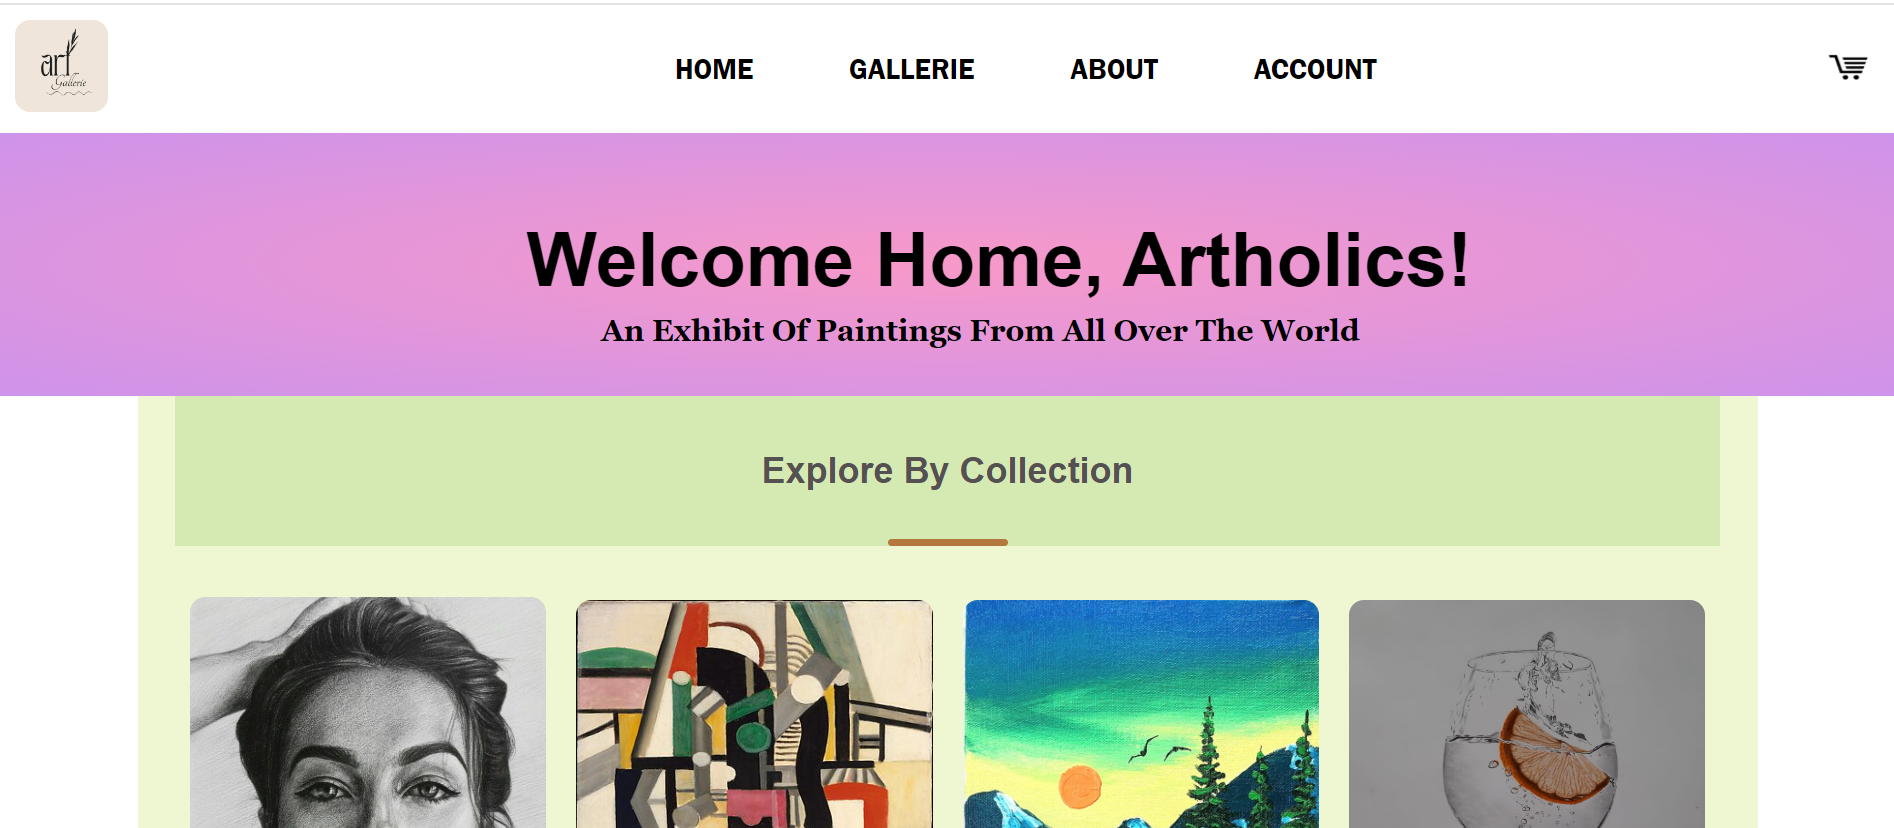 art
Gallerie
HOME GALLERIE ABOUT ACCOUNT
Welcome Home, Artholics!
An Exhibit Of Paintings From All Over The World
Explore By Collection